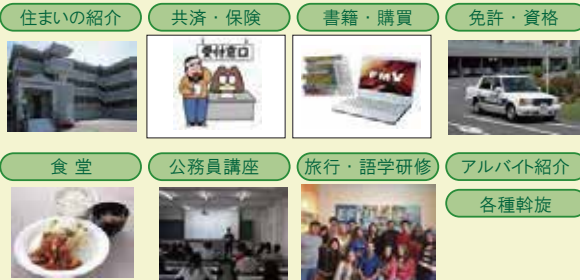 住まいの紹介
共済・保険
書籍・購買
免許・資格
受付窓口
FMV
食 堂
公務員講座
旅行・語学研修
アルバイト紹介
各種斡旋